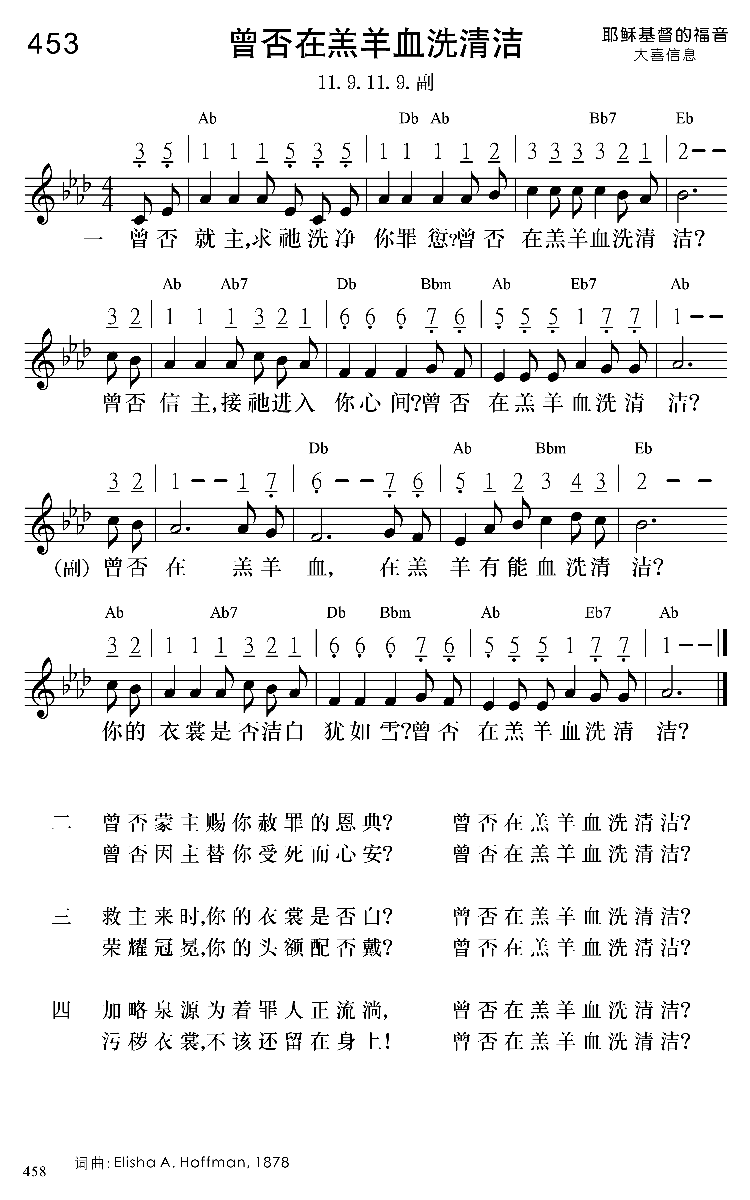 453
曾否在羔羊血洗清洁
耶稣基督的福音
大喜信息
11. 9. 11. 9. 副
Ab Db Ab Bb7 Eb
3 5 | 1 1 1 5 3 5 | 1 1 1 1 2 | 3 3 3 3 2 1 | 2 – –
4 4
一 曾否就主,求祂洗净你罪愆?曾否在羔羊血洗清洁?
Ab Ab7 Db Bbm Ab Eb7 Ab
3 2 | 1 1 1 3 2 1 | 6 6 6 7 6 | 5 5 5 1 7 7 | 1 – –
曾否信主,接祂进入你心间?曾否在羔羊血洗清洁?
Db Ab Bbm Eb
3 2 | 1 – – 1 7 | 6 – – 7 6 | 5 1 2 3 4 3 | 2 – –
(副) 曾否在羔羊血,在羔羊有能血洗清洁?
Ab Ab7 Db Bbm Ab Eb7 Ab
3 2 | 1 1 1 3 2 1 | 6 6 6 7 6 | 5 5 5 1 7 7 | 1 – –
你的衣裳是否洁白犹如雪?曾否在羔羊血洗清洁?
二 曾否蒙主赐你赦罪的恩典? 曾否在羔羊血洗清洁?
曾否因主替你受死而心安? 曾否在羔羊血洗清洁?
三 救主来时,你的衣裳是否白? 曾否在羔羊血洗清洁?
荣耀冠冕,你的头额配否戴? 曾否在羔羊血洗清洁?
四 加略泉源为着罪人正流淌, 曾否在羔羊血洗清洁?
污秽衣裳,不该还留在身上! 曾否在羔羊血洗清洁?
词曲: Elisha A. Hoffman, 1878
458